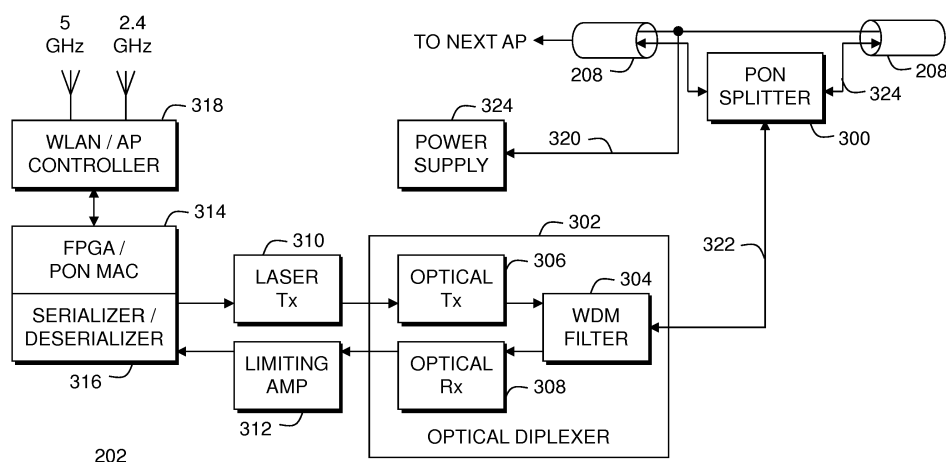 5
GHz
2.4
GHz
318
WLAN / AP
CONTROLLER
TO NEXT AP
208
208
PON
SPLITTER
324
300
324
POWER
SUPPLY
320
314
FPGA /
PON MAC
SERIALIZER /
DESERIALIZER
316
310
LASER
Tx
LIMITING
AMP
312
302
OPTICAL
Tx
306
304
WDM
FILTER
322
OPTICAL
Rx
308
OPTICAL DIPLEXER
202